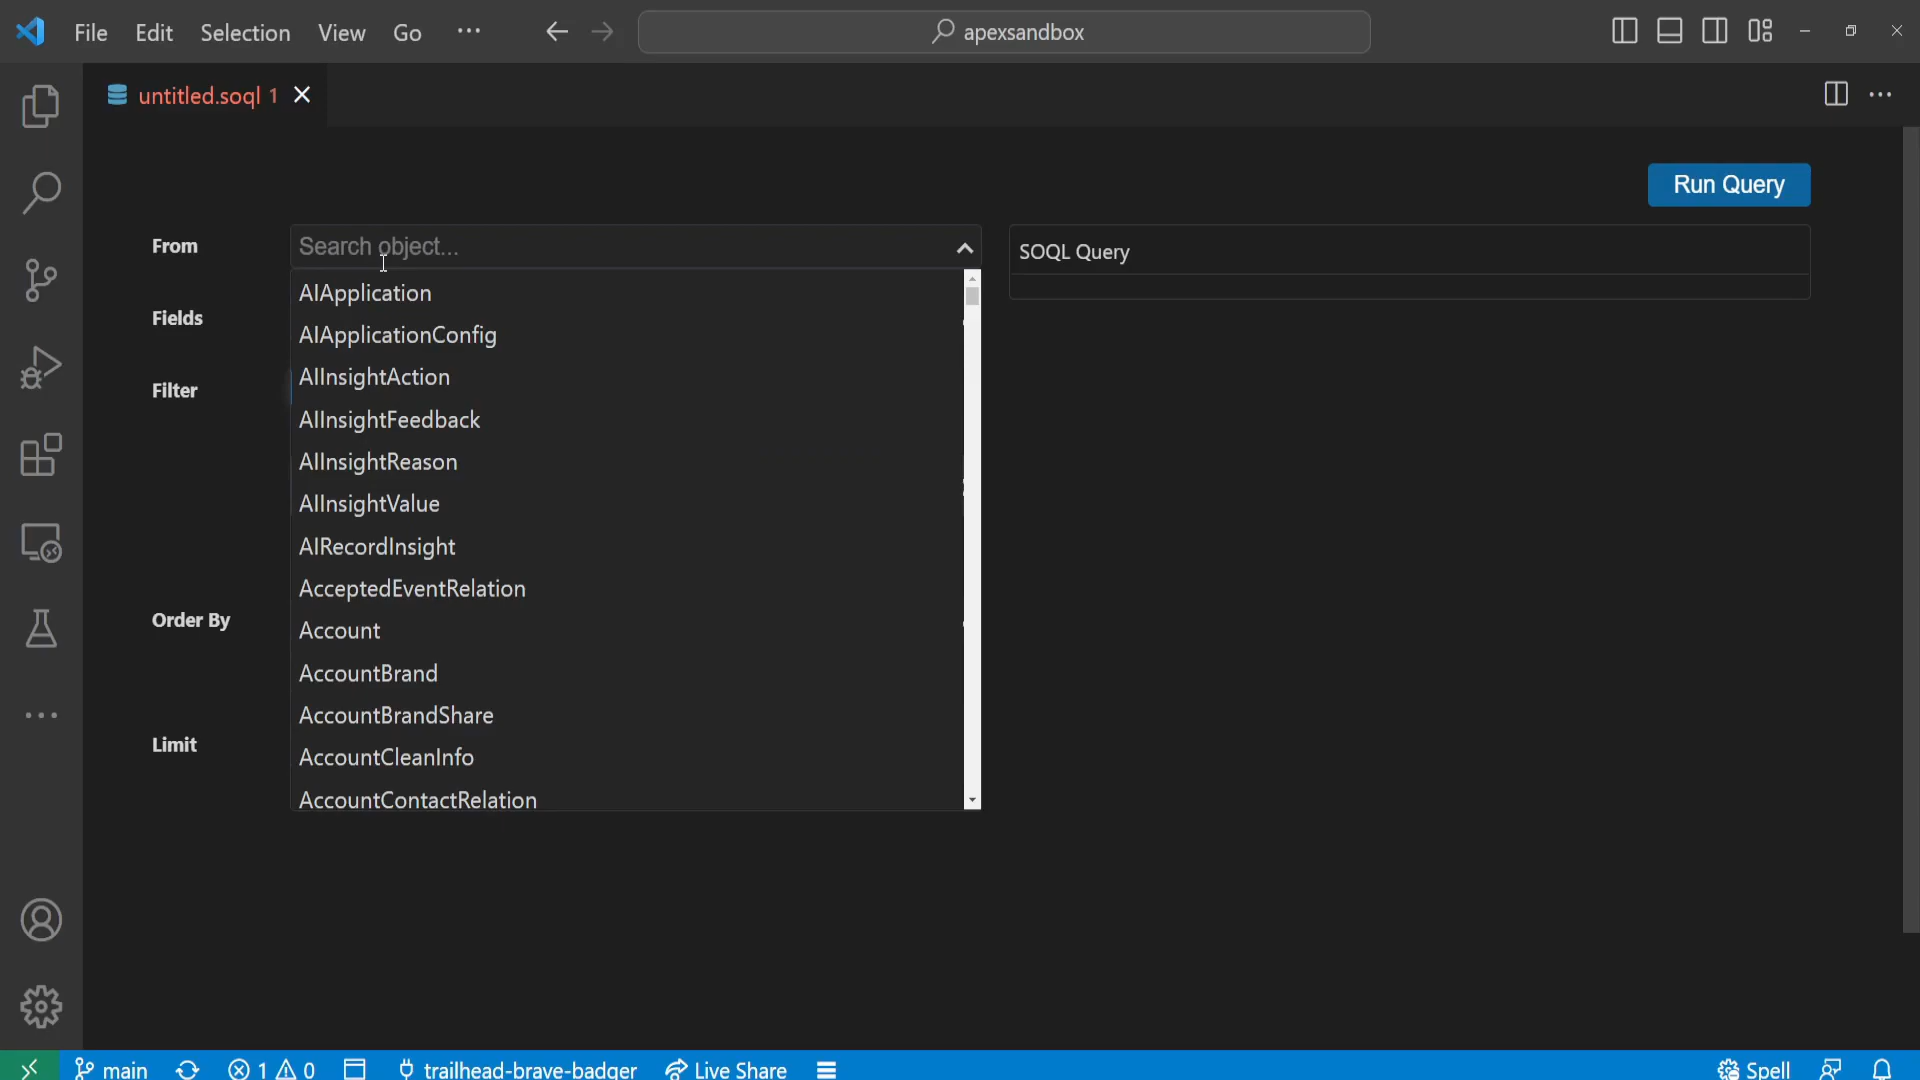 File Edit Selection View Go ··· apexsandbox
untitled.soql 1
Run Query
From
Search object...
SOQL Query
AIApplication
Fields
AIApplicationConfig
AIInsightAction
Filter
AIInsightFeedback
AIInsightReason
AIInsightValue
AIRecordInsight
AcceptedEventRelation
Order By
Account
AccountBrand
AccountBrandShare
Limit
AccountCleanInfo
AccountContactRelation
main 1 0 trailhead-brave-badger Live Share Spell